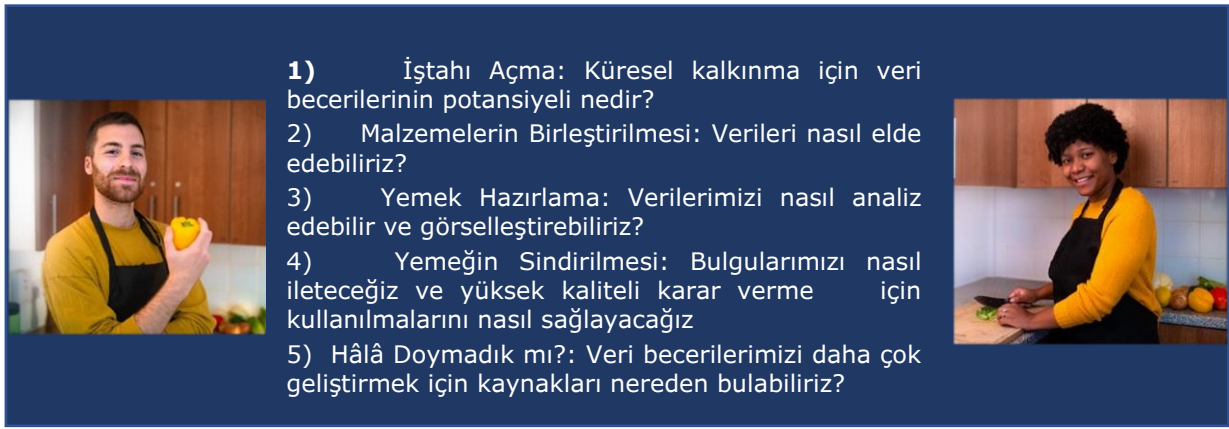 1) İştahı Açma: Küresel kalkınma için veri
becerilerinin potansiyeli nedir?
2) Malzemelerin Birleştirilmesi: Verileri nasıl elde
edebiliriz?
3) Yemek Hazırlama: Verilerimizi nasıl analiz
edebilir ve görselleştirebiliriz?
4) Yemeğin Sindirilmesi: Bulgularımızı nasıl
ileteceğiz ve yüksek kaliteli karar verme için
kullanılmalarını nasıl sağlayacağız
5) Hâlâ Doymadık mı?: Veri becerilerimizi daha çok
geliştirmek için kaynakları nereden bulabiliriz?